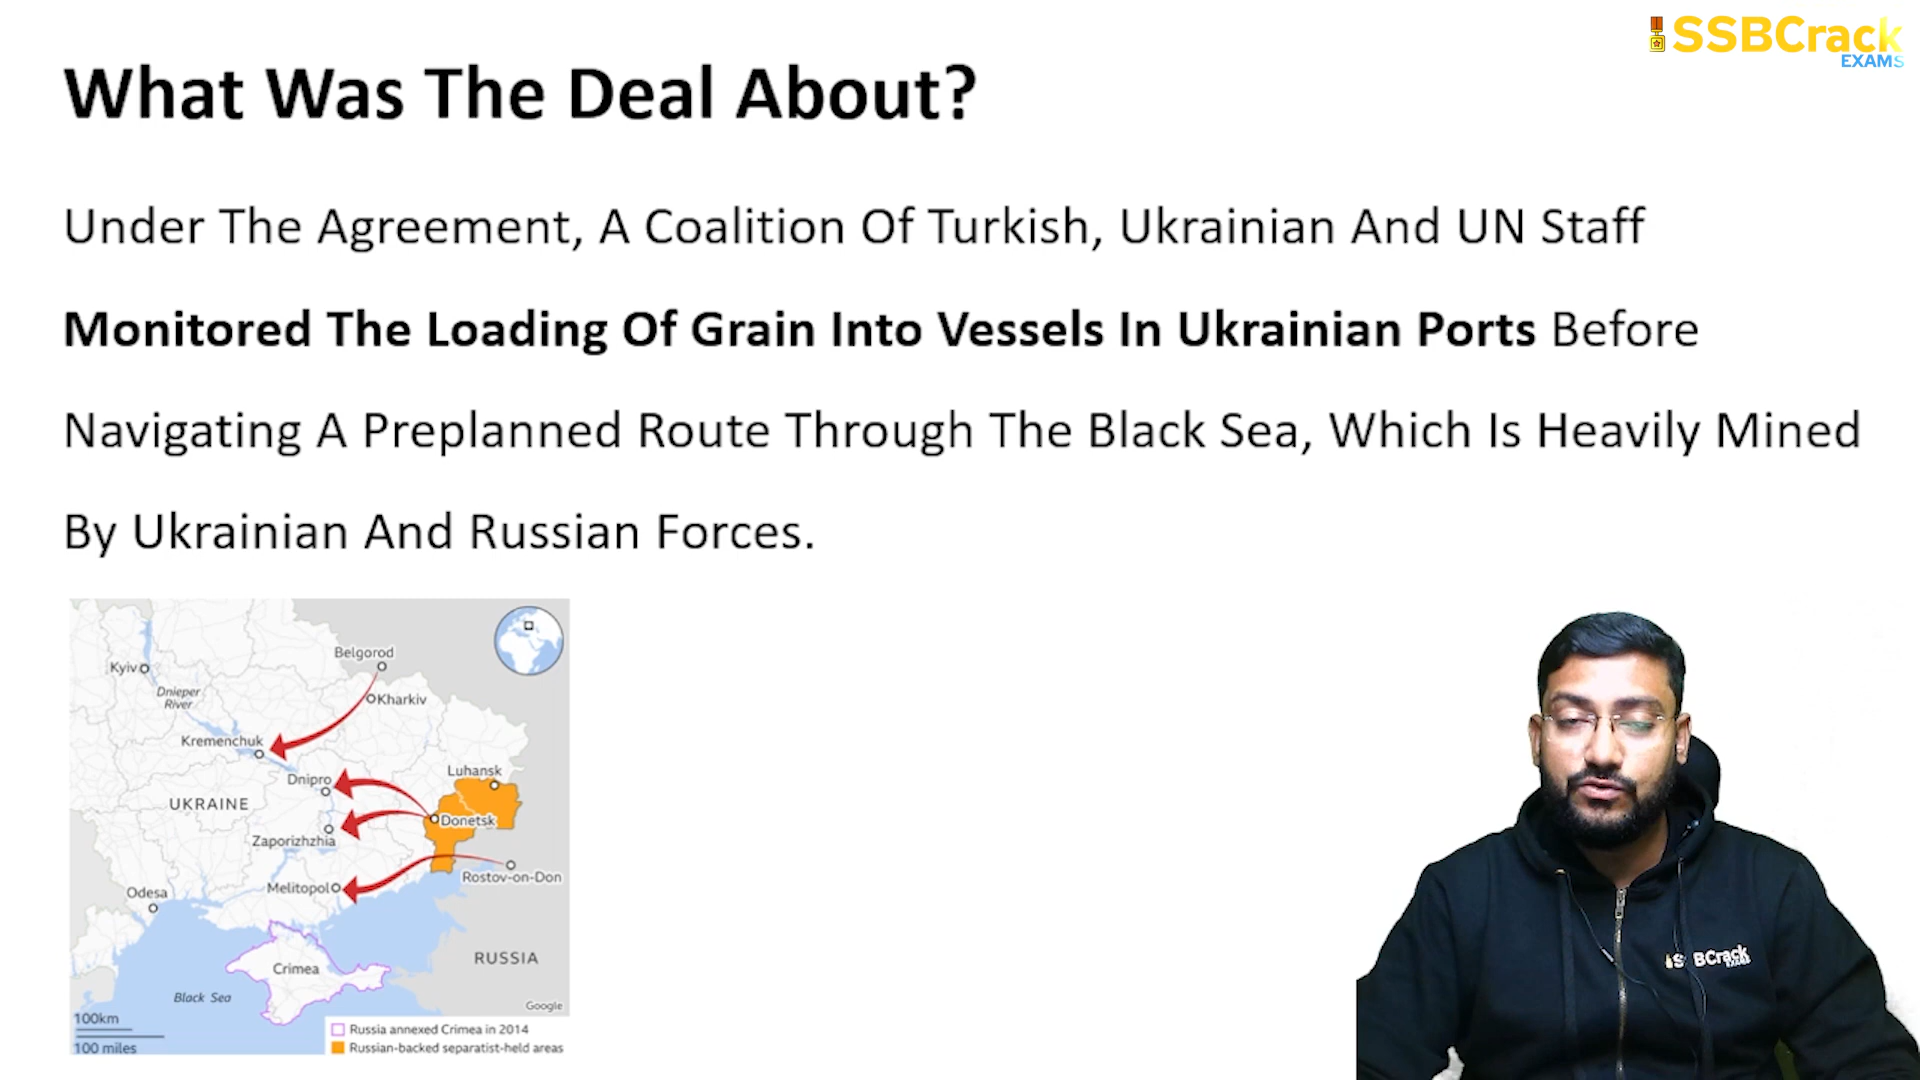 SSBCrack
EXAMS
What Was The Deal About?
Under The Agreement, A Coalition Of Turkish, Ukrainian And UN Staff
Monitored The Loading Of Grain Into Vessels In Ukrainian Ports Before
Navigating A Preplanned Route Through The Black Sea, Which Is Heavily Mined
By Ukrainian And Russian Forces.
Belgorod
Kyiv
Kharkiv
Dnieper
River
Kremenchuk
Luhansk
Dnipro
UKRAINE
Donetsk
Zaporizhzhia
Rostov-on-Don
Melitopol
Odesa
RUSSIA
Crimea
Black Sea
Google
100km
100 miles
Russia annexed Crimea in 2014
Russian-backed separatist-held areas
SSBCrack
EXAMS